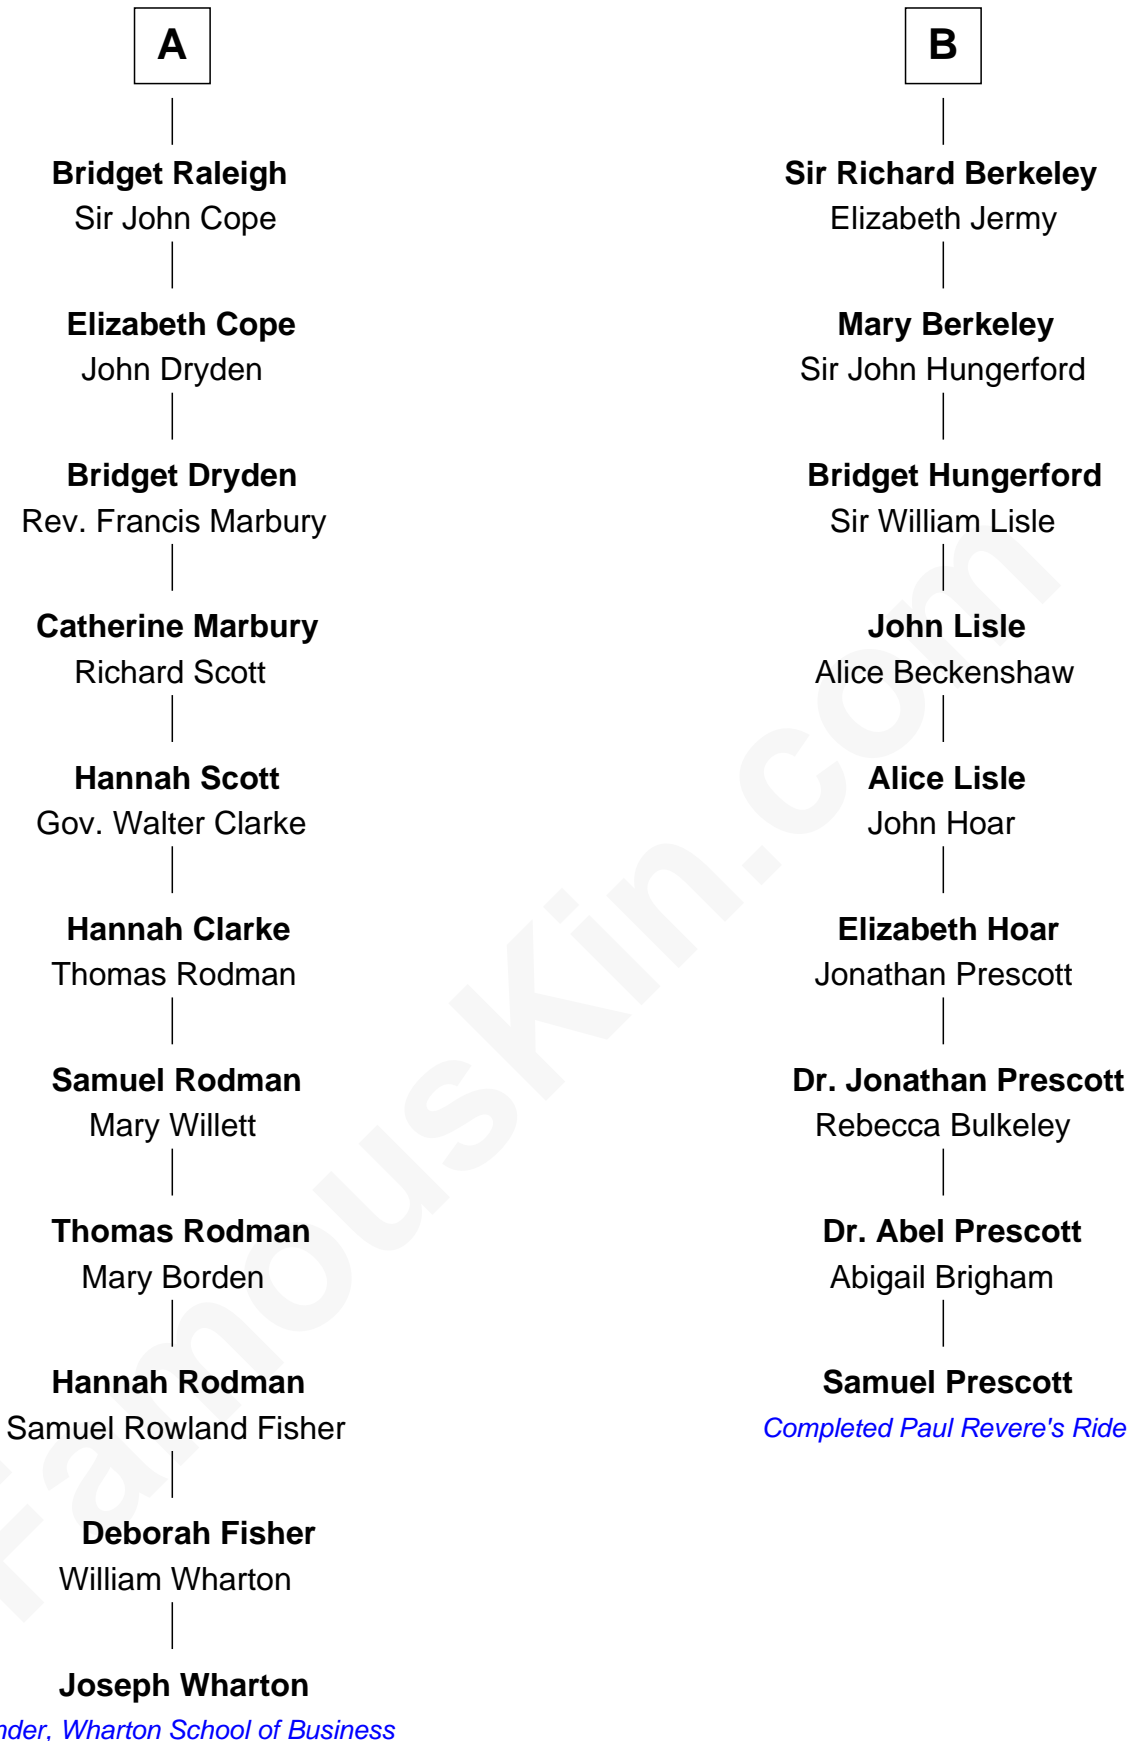 A
Bridget Raleigh
Sir John Cope
Elizabeth Cope
John Dryden
Bridget Dryden
Rev. Francis Marbury
Catherine Marbury
Richard Scott
Hannah Scott
Gov. Walter Clarke
Hannah Clarke
Thomas Rodman
Samuel Rodman
Mary Willett
Thomas Rodman
Mary Borden
Hannah Rodman
Samuel Rowland Fisher
Deborah Fisher
William Wharton
Joseph Wharton
nder, Wharton School of Business
B
Sir Richard Berkeley
Elizabeth Jermy
Mary Berkeley
Sir John Hungerford
Bridget Hungerford
Sir William Lisle
John Lisle
Alice Beckenshaw
Alice Lisle
John Hoar
Elizabeth Hoar
Jonathan Prescott
Dr. Jonathan Prescott
Rebecca Bulkeley
Dr. Abel Prescott
Abigail Brigham
Samuel Prescott
Completed Paul Revere's Ride
FamousKin.com